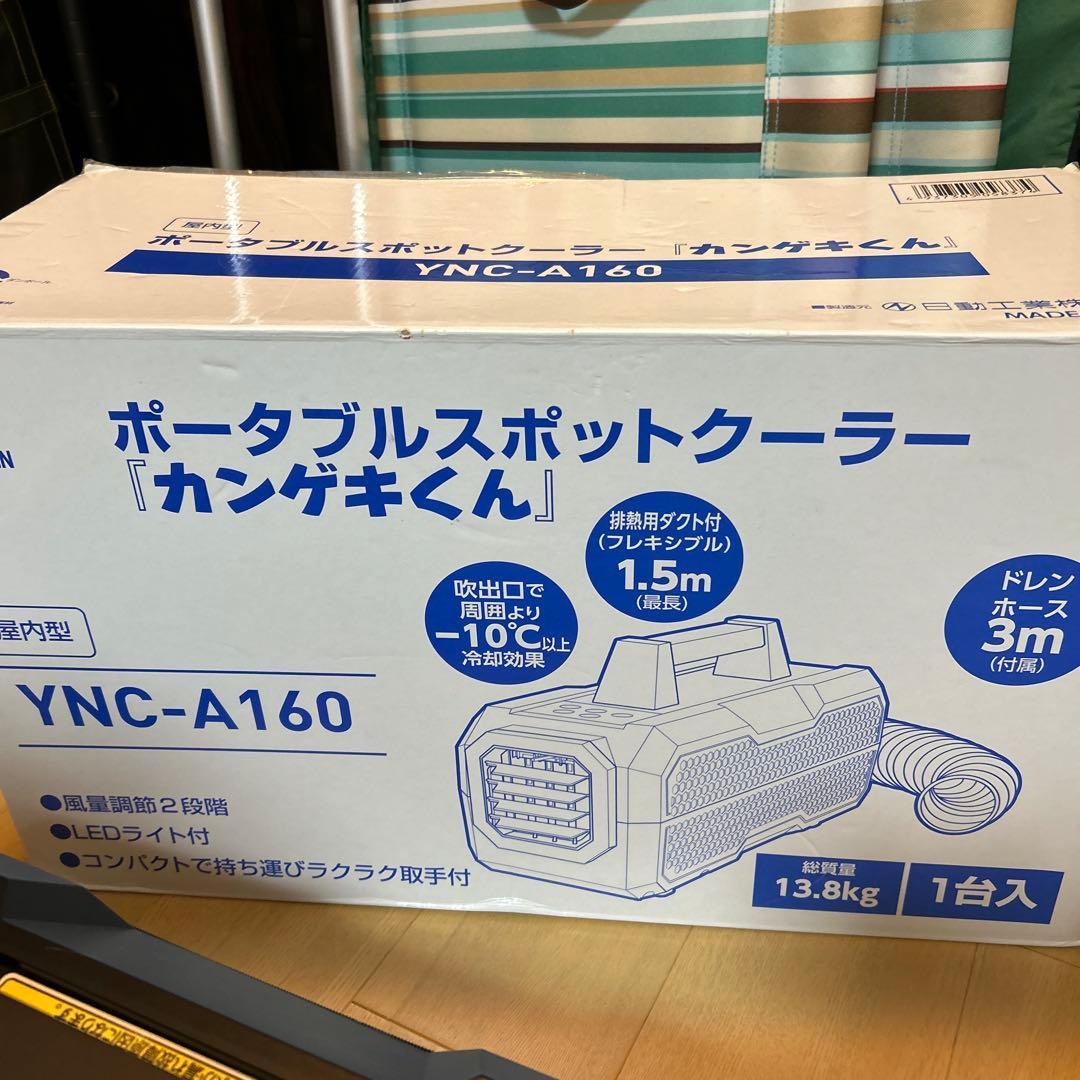 屋内型
ポータブルスポットクーラー『カンゲキくん』
YNC-A160
■製造元 日動工業株
MADE
ポータブルスポットクーラー
『カンゲキくん』
排熱用ダクト付
(フレキシブル)
1.5m
(最長)
吹出口で
周囲より
−10℃以上
冷却効果
ドレン
ホース
3m
(付属)
屋内型
YNC-A160
●風量調節2段階
●LEDライト付
●コンパクトで持ち運びラクラク取手付
総質量
13.8kg
1台入